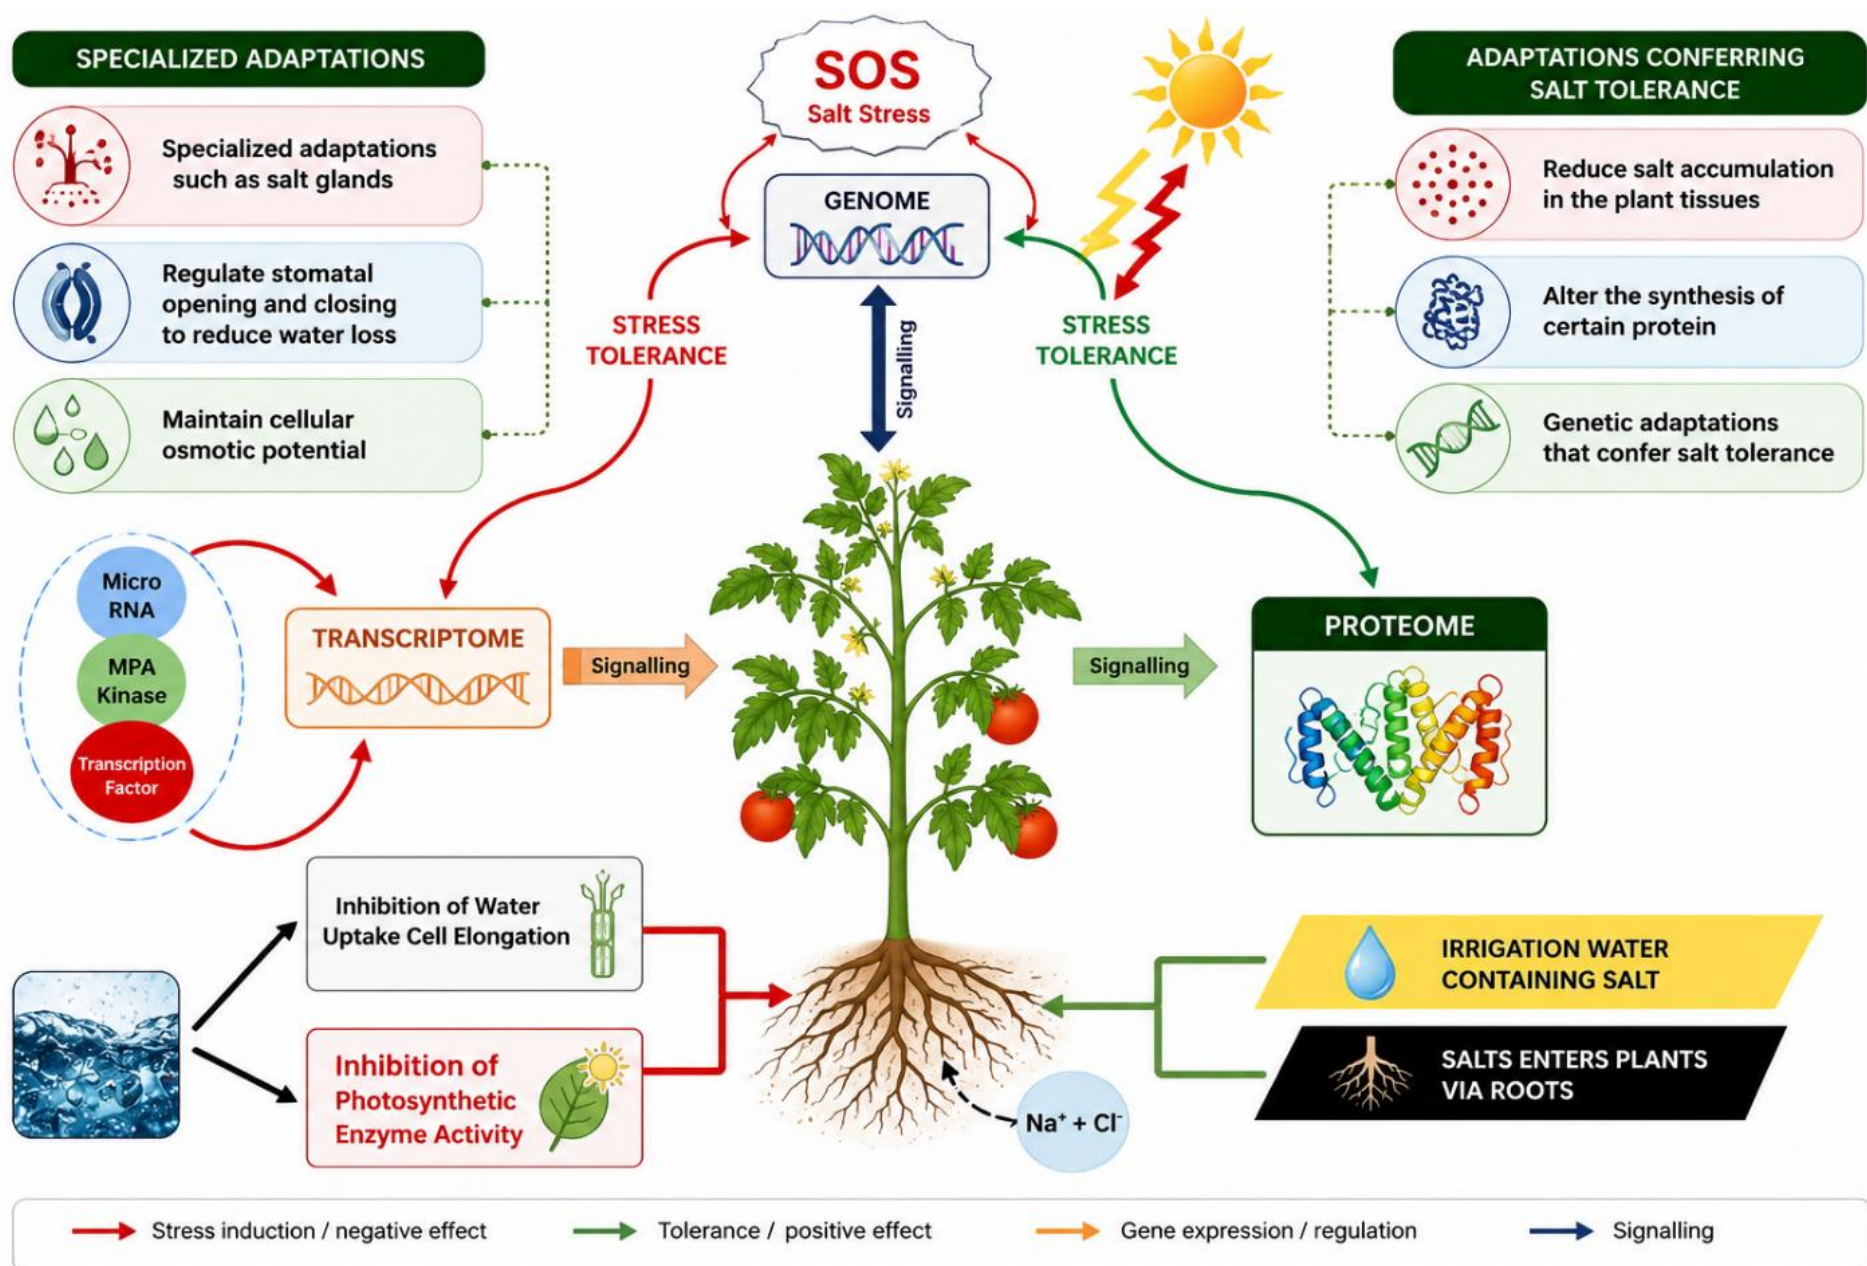 SPECIALIZED ADAPTATIONS
Specialized adaptations
such as salt glands
Regulate stomatal
opening and closing
to reduce water loss
Maintain cellular
osmotic potential
SOS
Salt Stress
GENOME
STRESS
TOLERANCE
Signalling
STRESS
TOLERANCE
ADAPTATIONS CONFERRING
SALT TOLERANCE
Reduce salt accumulation
in the plant tissues
Alter the synthesis of
certain protein
Genetic adaptations
that confer salt tolerance
Micro
RNA
MPA
Kinase
Transcription
Factor
TRANSCRIPTOME
Signalling
Signalling
PROTEOME
Inhibition of Water
Uptake Cell Elongation
Inhibition of
Photosynthetic
Enzyme Activity
Na⁺ + Cl⁻
IRRIGATION WATER
CONTAINING SALT
SALTS ENTERS PLANTS
VIA ROOTS
Stress induction / negative effect
Tolerance / positive effect
Gene expression / regulation
Signalling